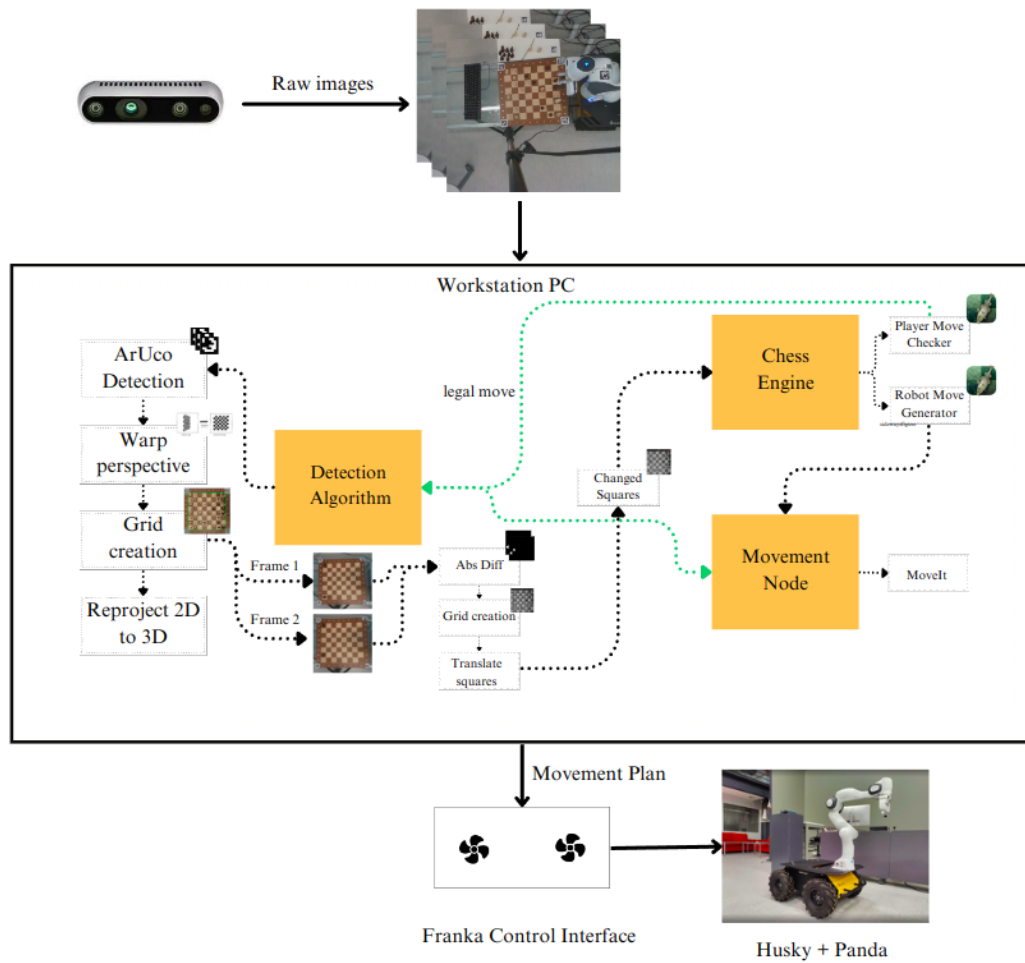 Raw images
Workstation PC
ArUco
Detection
Warp
perspective
Grid
creation
Reproject 2D
to 3D
Detection
Algorithm
Frame 1
Frame 2
Abs Diff
Grid creation
Translate
squares
Changed
Squares
legal move
Chess
Engine
Player Move
Checker
Robot Move
Generator
Movement
Node
MoveIt
Movement Plan
Franka Control Interface
Husky + Panda